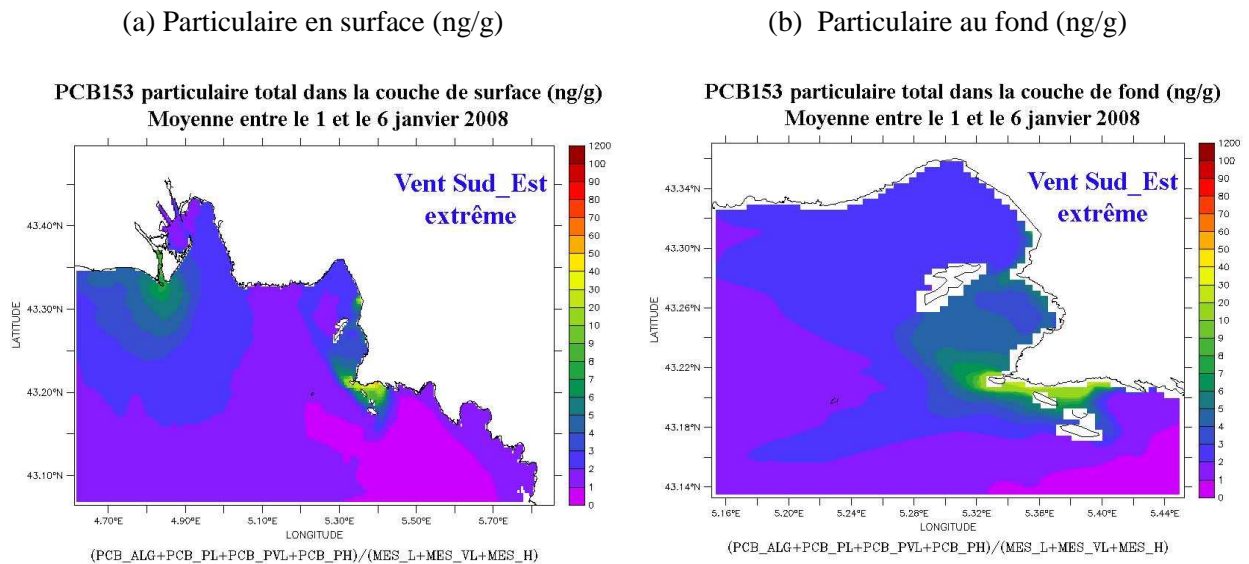 (a) Particulaire en surface (ng/g)
(b) Particulaire au fond (ng/g)
PCB153 particulaire total dans la couche de surface (ng/g)
Moyenne entre le 1 et le 6 janvier 2008
Vent Sud_Est
extrême
43.40°N
43.30°N
43.20°N
43.10°N
LATITUDE
4.70°E 4.90°E 5.10°E 5.30°E 5.50°E 5.70°E
LONGITUDE
1200
100
90
80
70
60
50
40
30
20
10
9
8
7
6
5
4
3
2
1
0
(PCB_ALG+PCB_PL+PCB_PVL+PCB_PH)/(MES_L+MES_VL+MES_H)
PCB153 particulaire total dans la couche de fond (ng/g)
Moyenne entre le 1 et le 6 janvier 2008
Vent Sud_Est
extrême
43.34°N
43.30°N
43.26°N
43.22°N
43.18°N
43.14°N
LATITUDE
5.16°E 5.20°E 5.24°E 5.28°E 5.32°E 5.36°E 5.40°E 5.44°E
LONGITUDE
1200
100
90
80
70
60
50
40
30
20
10
9
8
7
6
5
4
3
2
1
0
(PCB_ALG+PCB_PL+PCB_PVL+PCB_PH)/(MES_L+MES_VL+MES_H)